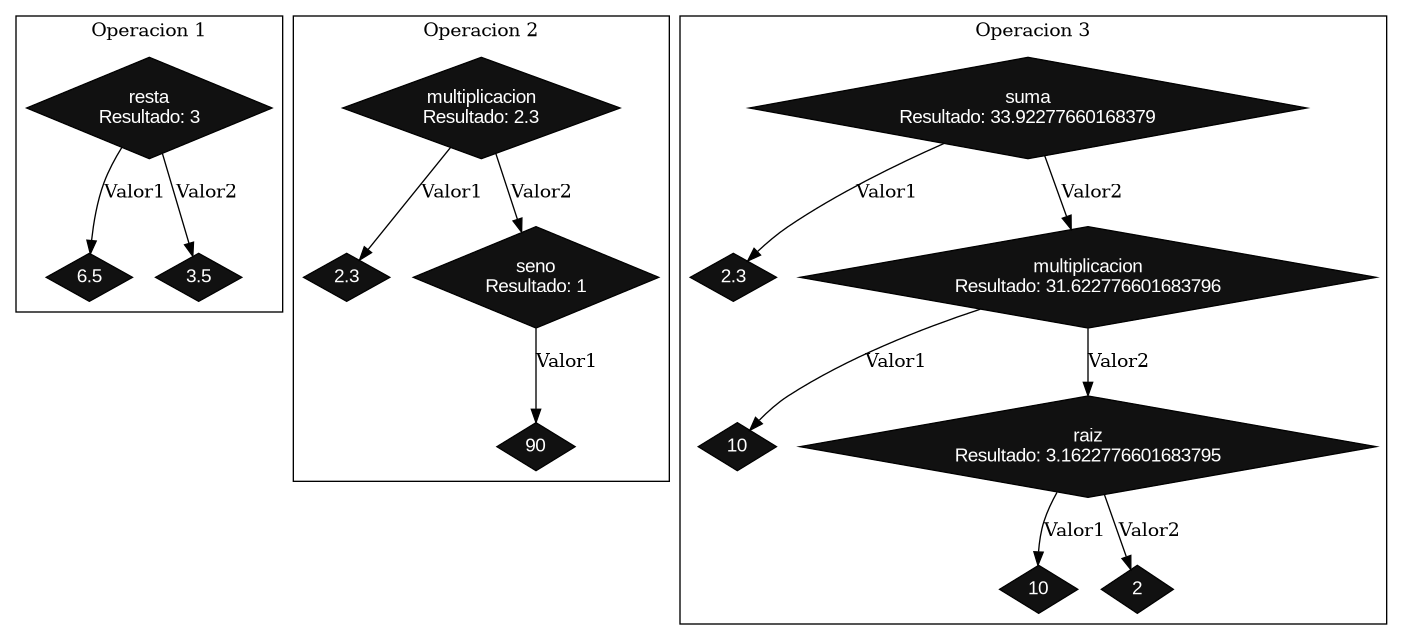 Operacion 1
resta
Resultado: 3
Valor1
Valor2
6.5
3.5
Operacion 2
multiplicacion
Resultado: 2.3
Valor1
Valor2
2.3
seno
Resultado: 1
Valor1
90
Operacion 3
suma
Resultado: 33.92277660168379
Valor1
Valor2
2.3
multiplicacion
Resultado: 31.622776601683796
Valor1
Valor2
10
raiz
Resultado: 3.1622776601683795
Valor1
Valor2
10
2